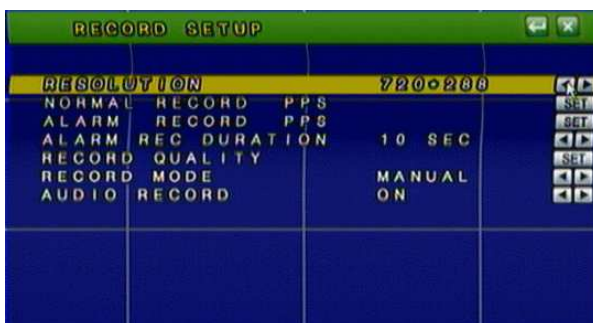 RECORD SETUP
RESOLUTION 720*288
NORMAL RECORD PPS SET
ALARM RECORD PPS SET
ALARM REC DURATION 10 SEC
RECORD QUALITY SET
RECORD MODE MANUAL
AUDIO RECORD ON